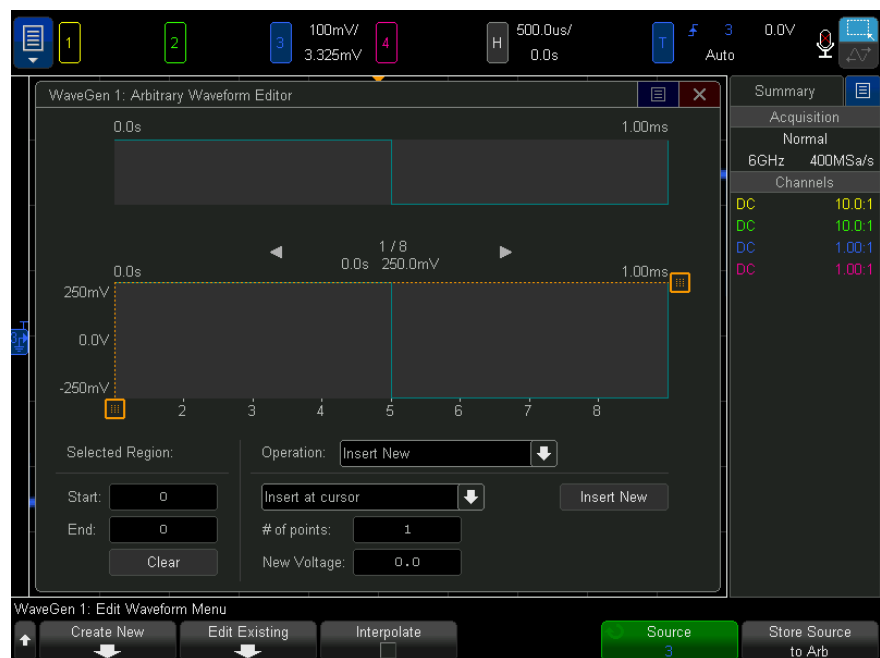 1 2 3 100mV/ 3.325mV 4 H 500.0us/ 0.0s T 3 0.0V Auto
WaveGen 1: Arbitrary Waveform Editor
Summary
Acquisition
Normal
6GHz 400MSa/s
Channels
DC 10.0:1
DC 10.0:1
DC 1.00:1
DC 1.00:1
0.0s 1.00ms
1 / 8
0.0s 250.0mV
0.0s 1.00ms
250mV
0.0V
-250mV
2 3 4 5 6 7 8
3
Selected Region:
Start: 0
End: 0
Clear
Operation: Insert New
Insert at cursor
Insert New
# of points: 1
New Voltage: 0.0
WaveGen 1: Edit Waveform Menu
Create New
Edit Existing
Interpolate
Source
3
Store Source
to Arb